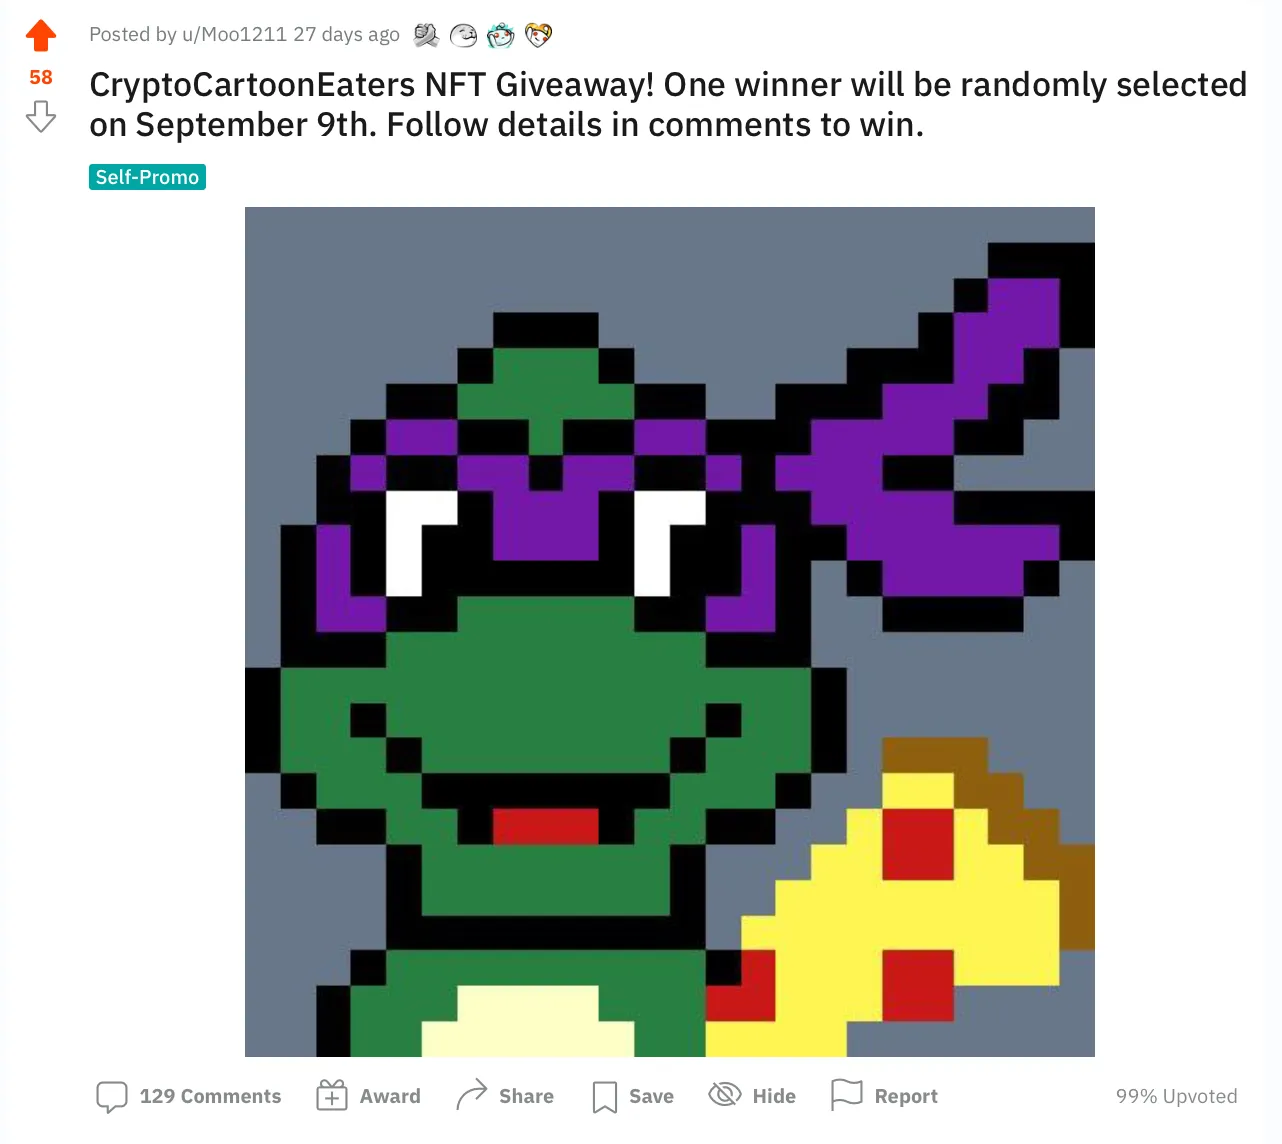 Posted by u/Moo1211 27 days ago
58
CryptoCartoonEaters NFT Giveaway! One winner will be randomly selected
on September 9th. Follow details in comments to win.
Self-Promo
129 Comments Award Share Save Hide Report 99% Upvoted